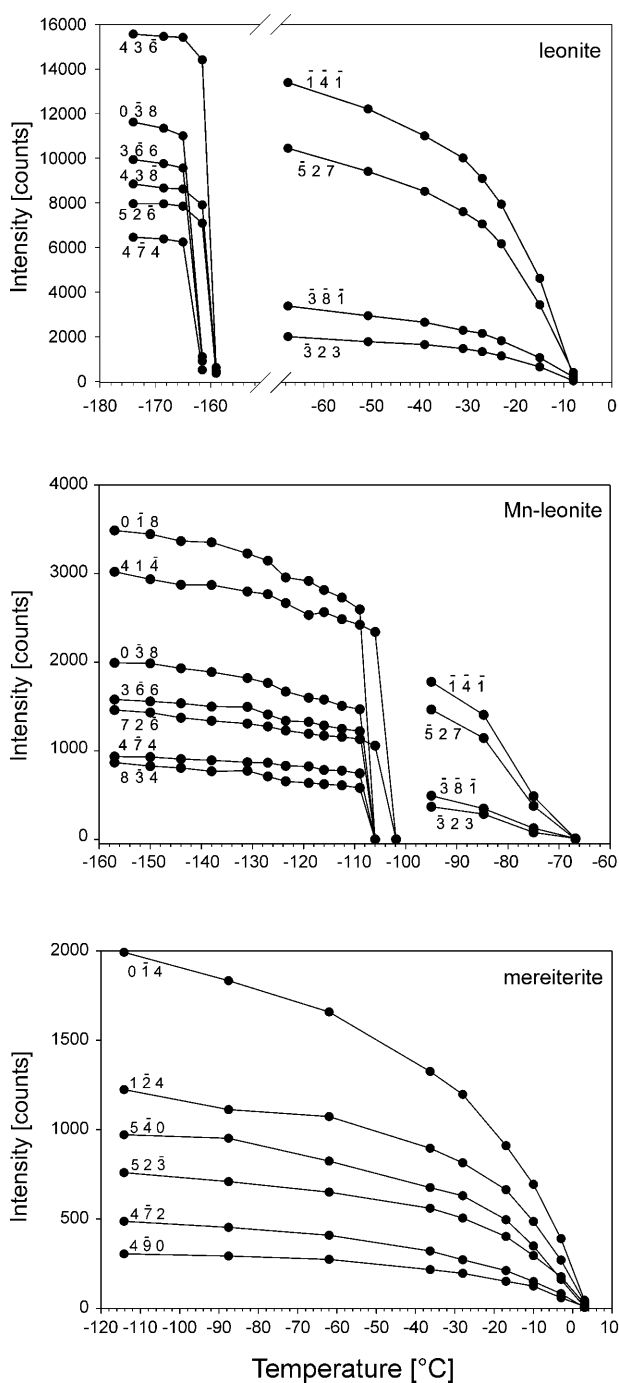 leonite
Intensity [counts]
16000
14000
12000
10000
8000
6000
4000
2000
0
4 3 6̄
0 3̄ 8
3 6̄ 6
4 3 8̄
5 2 6̄
4 7̄ 4
1̄ 4̄ 1̄
5̄ 2 7
3̄ 8̄ 1̄
3̄ 2 3
-180 -170 -160 -60 -50 -40 -30 -20 -10 0
Mn-leonite
Intensity [counts]
4000
3000
2000
1000
0
0 1̄ 8
4 1 4̄
0 3̄ 8
3 6̄ 6
7 2 6̄
4 7̄ 4
8 3̄ 4
1̄ 4̄ 1̄
5̄ 2 7
3̄ 8̄ 1̄
3̄ 2 3
-160 -150 -140 -130 -120 -110 -100 -90 -80 -70 -60
mereiterite
Intensity [counts]
2000
1500
1000
500
0
0 1̄ 4
1 2̄ 4
5 4̄ 0
5 2 3̄
4 7̄ 2
4 9̄ 0
-120 -110 -100 -90 -80 -70 -60 -50 -40 -30 -20 -10 0 10
Temperature [°C]